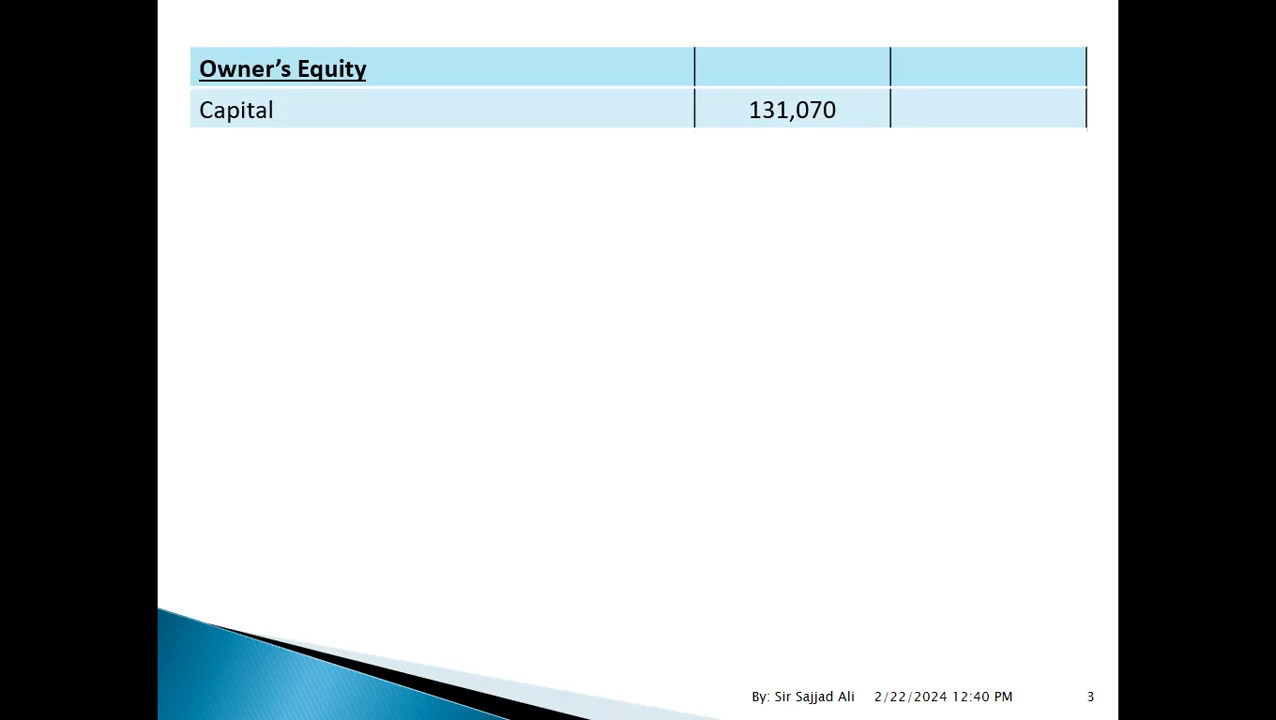 Owner's Equity
Capital 131,070
By: Sir Sajjad Ali 2/22/2024 12:40 PM 3